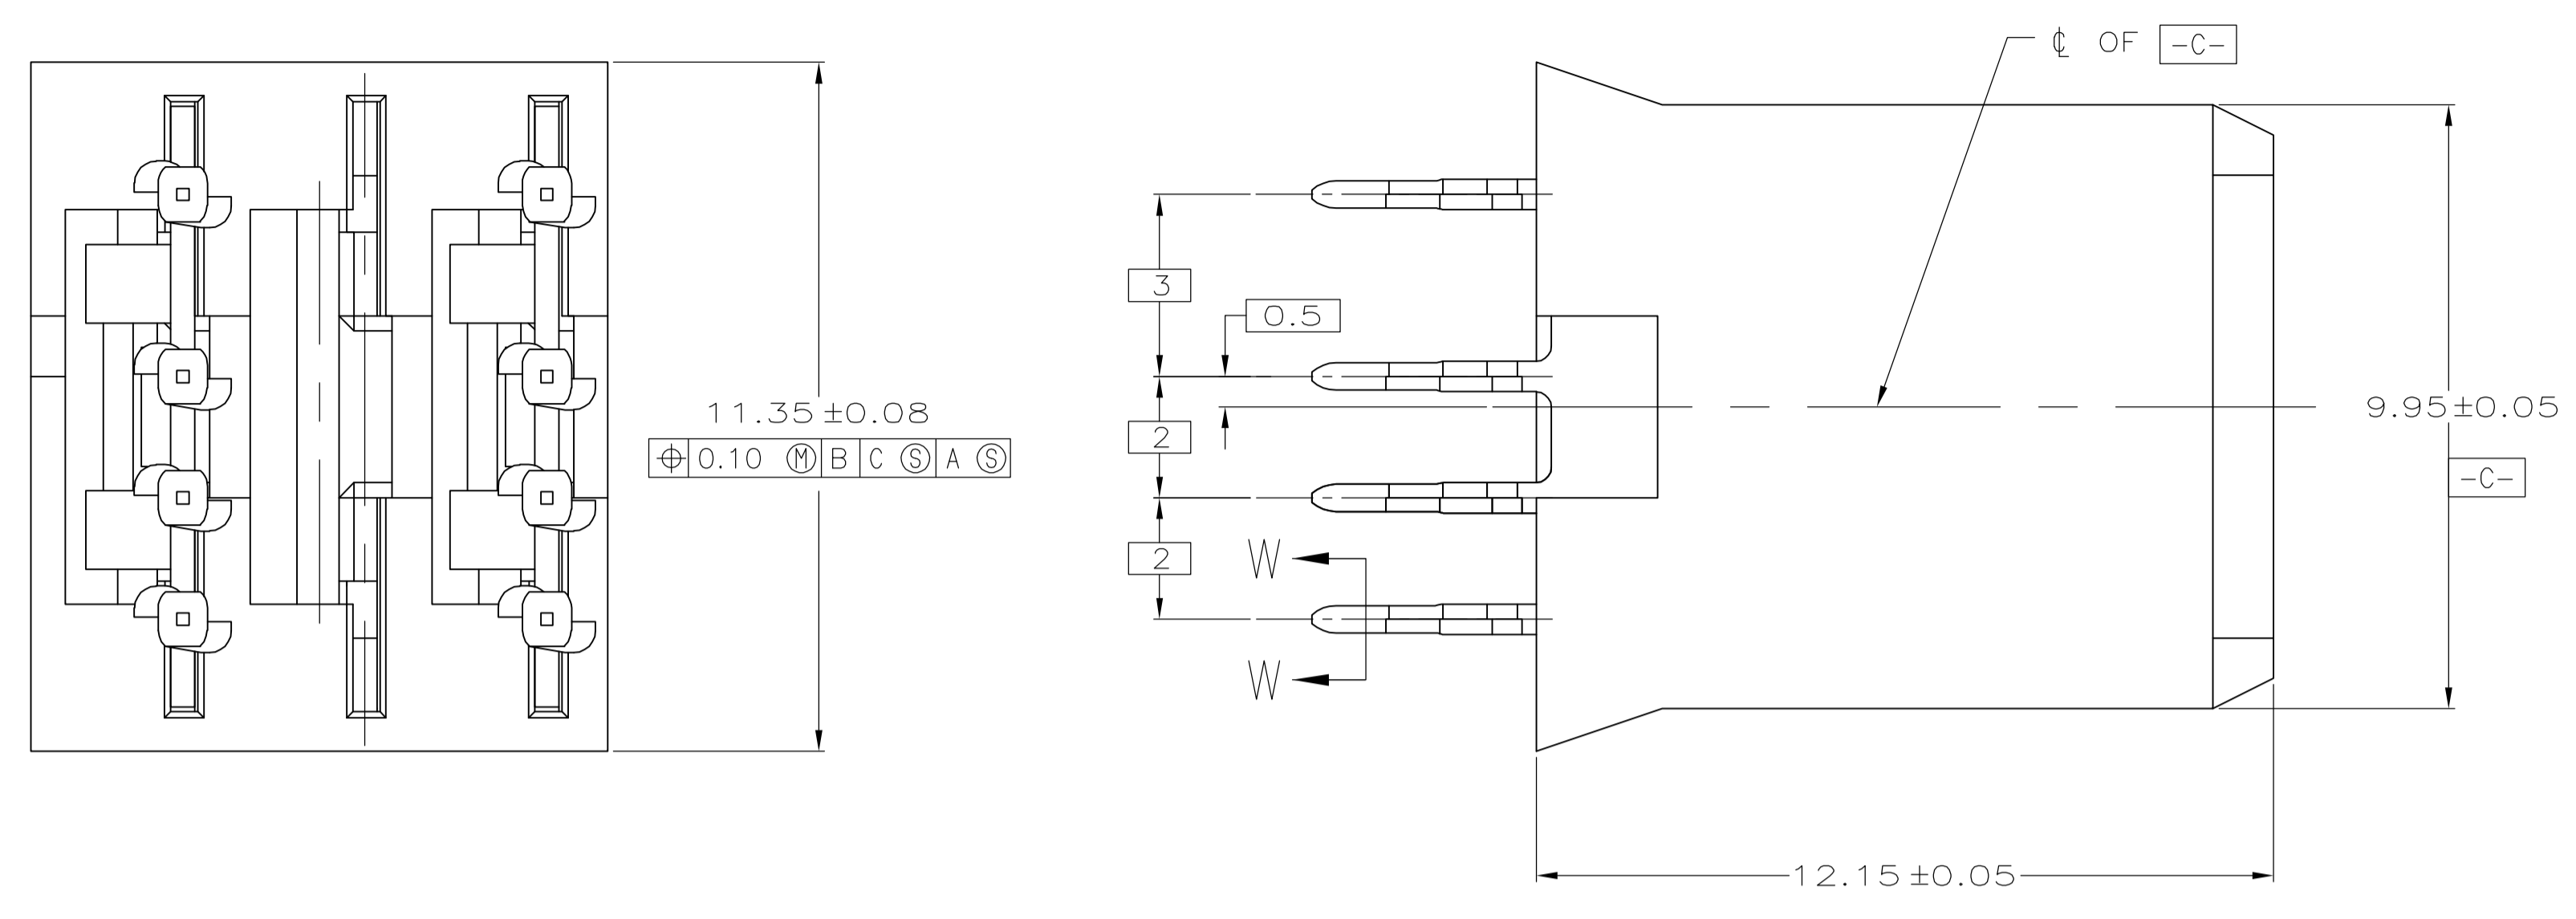 ℄ OF -C-
3
0.5
11.35±0.08
⌖ 0.10 Ⓜ B C Ⓢ A Ⓢ
2
9.95±0.05
-C-
2
W
W
12.15±0.05